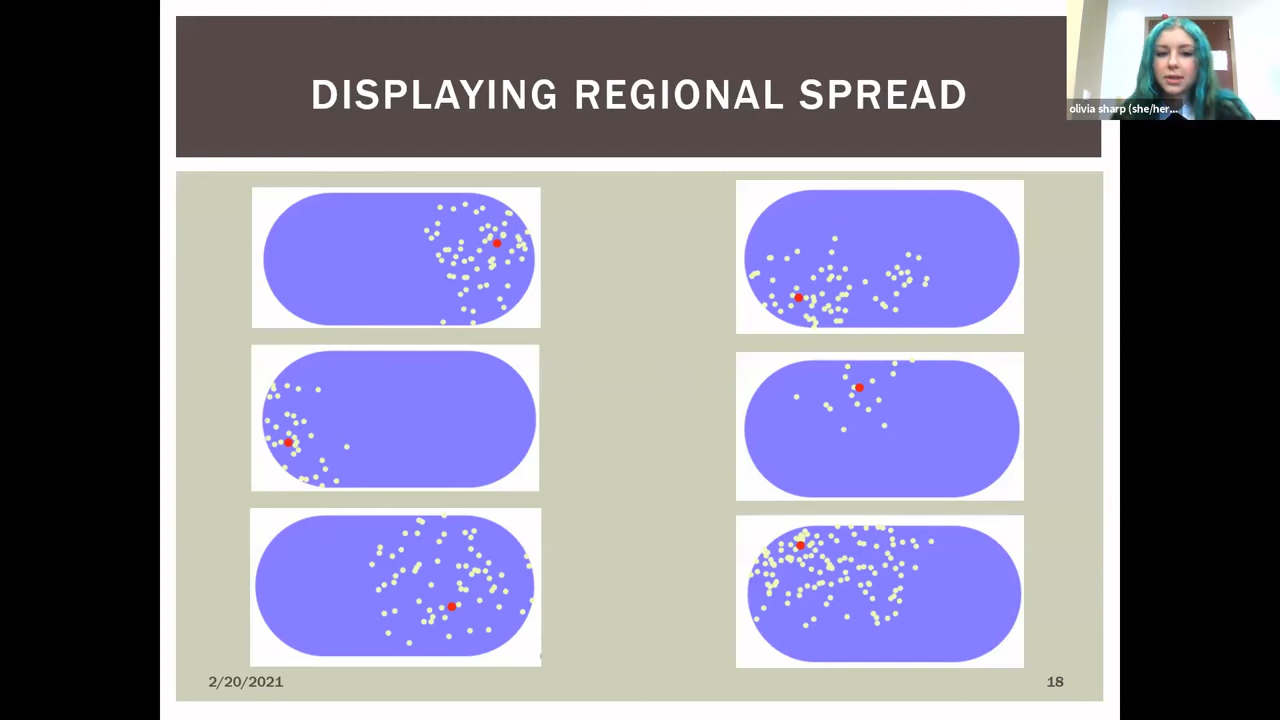 DISPLAYING REGIONAL SPREAD
olivia sharp (she/her...
2/20/2021
18